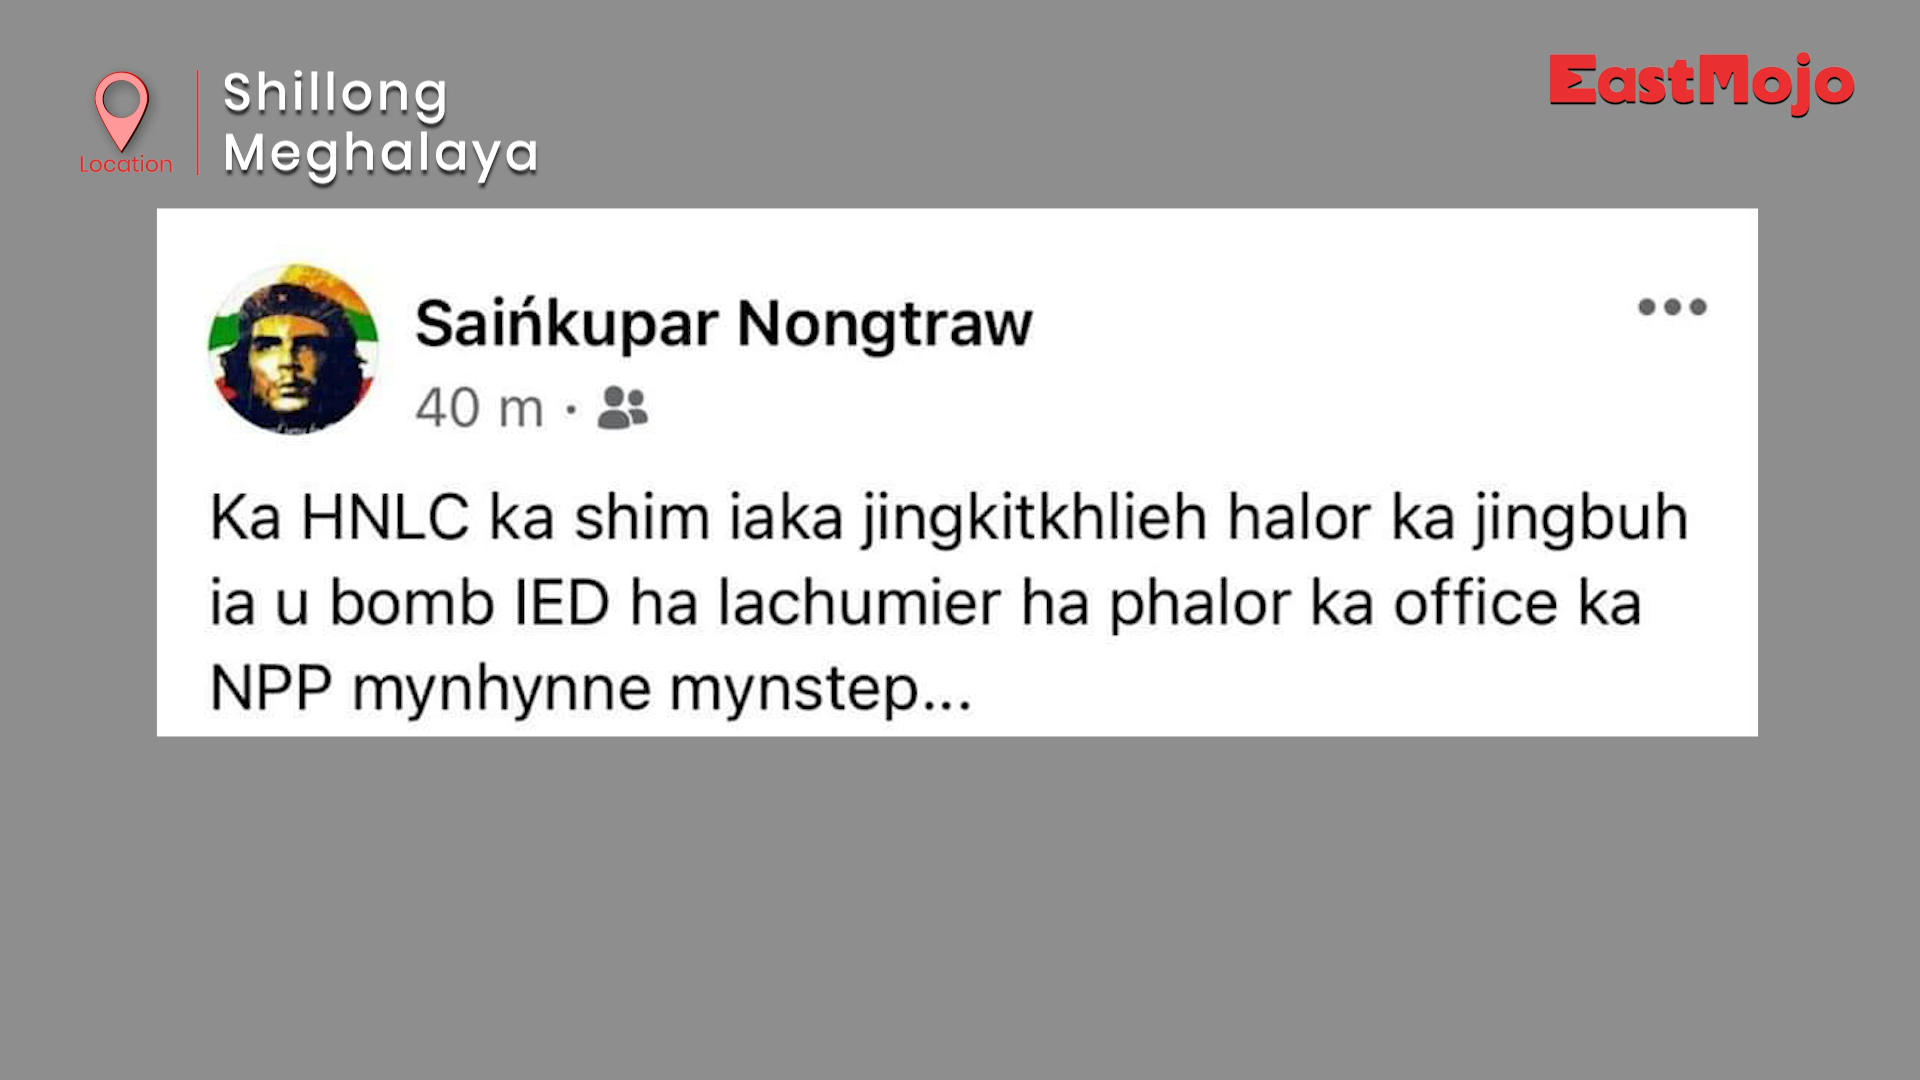 Shillong
Meghalaya
Location
EastMojo
Saińkupar Nongtraw
40 m ·
Ka HNLC ka shim iaka jingkitkhlieh halor ka jingbuh
ia u bomb IED ha lachumier ha phalor ka office ka
NPP mynhynne mynstep...